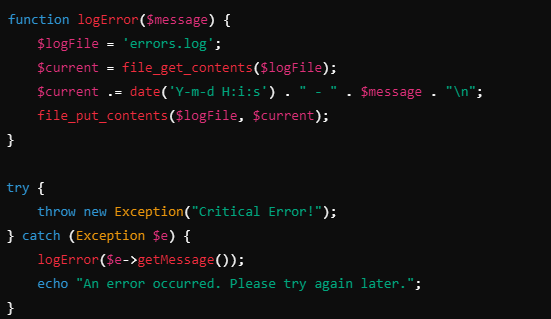 function logError($message) {
    $logFile = 'errors.log';
    $current = file_get_contents($logFile);
    $current .= date('Y-m-d H:i:s') . " - " . $message . "\n";
    file_put_contents($logFile, $current);
}

try {
    throw new Exception("Critical Error!");
} catch (Exception $e) {
    logError($e->getMessage());
    echo "An error occurred. Please try again later.";
}